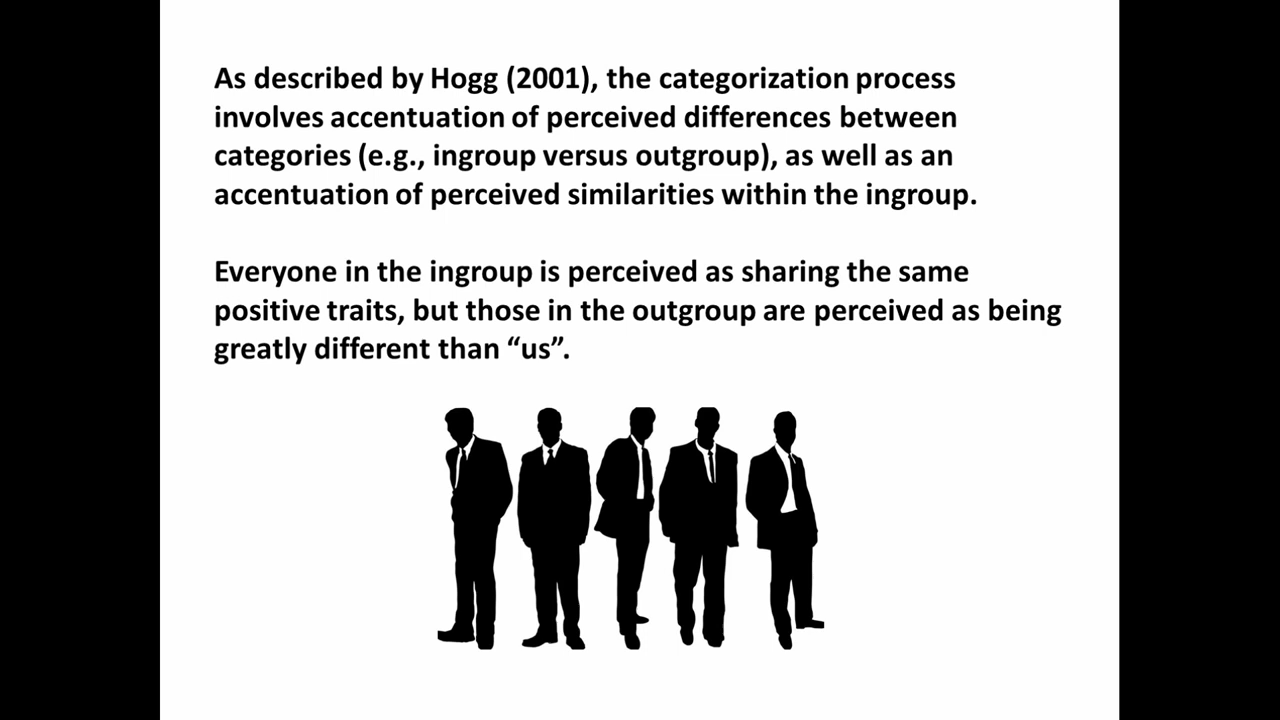 As described by Hogg (2001), the categorization process
involves accentuation of perceived differences between
categories (e.g., ingroup versus outgroup), as well as an
accentuation of perceived similarities within the ingroup.
Everyone in the ingroup is perceived as sharing the same
positive traits, but those in the outgroup are perceived as being
greatly different than “us”.